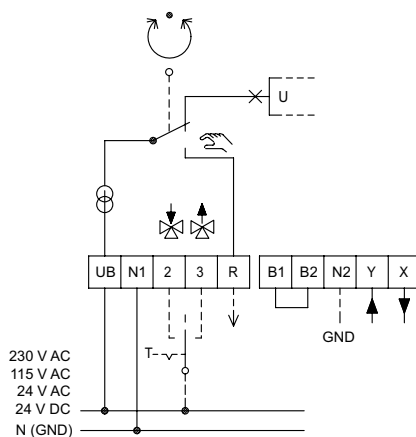 U
UB N1 2 3 R B1 B2 N2 Y X
GND
T
230 V AC
115 V AC
24 V AC
24 V DC
N (GND)